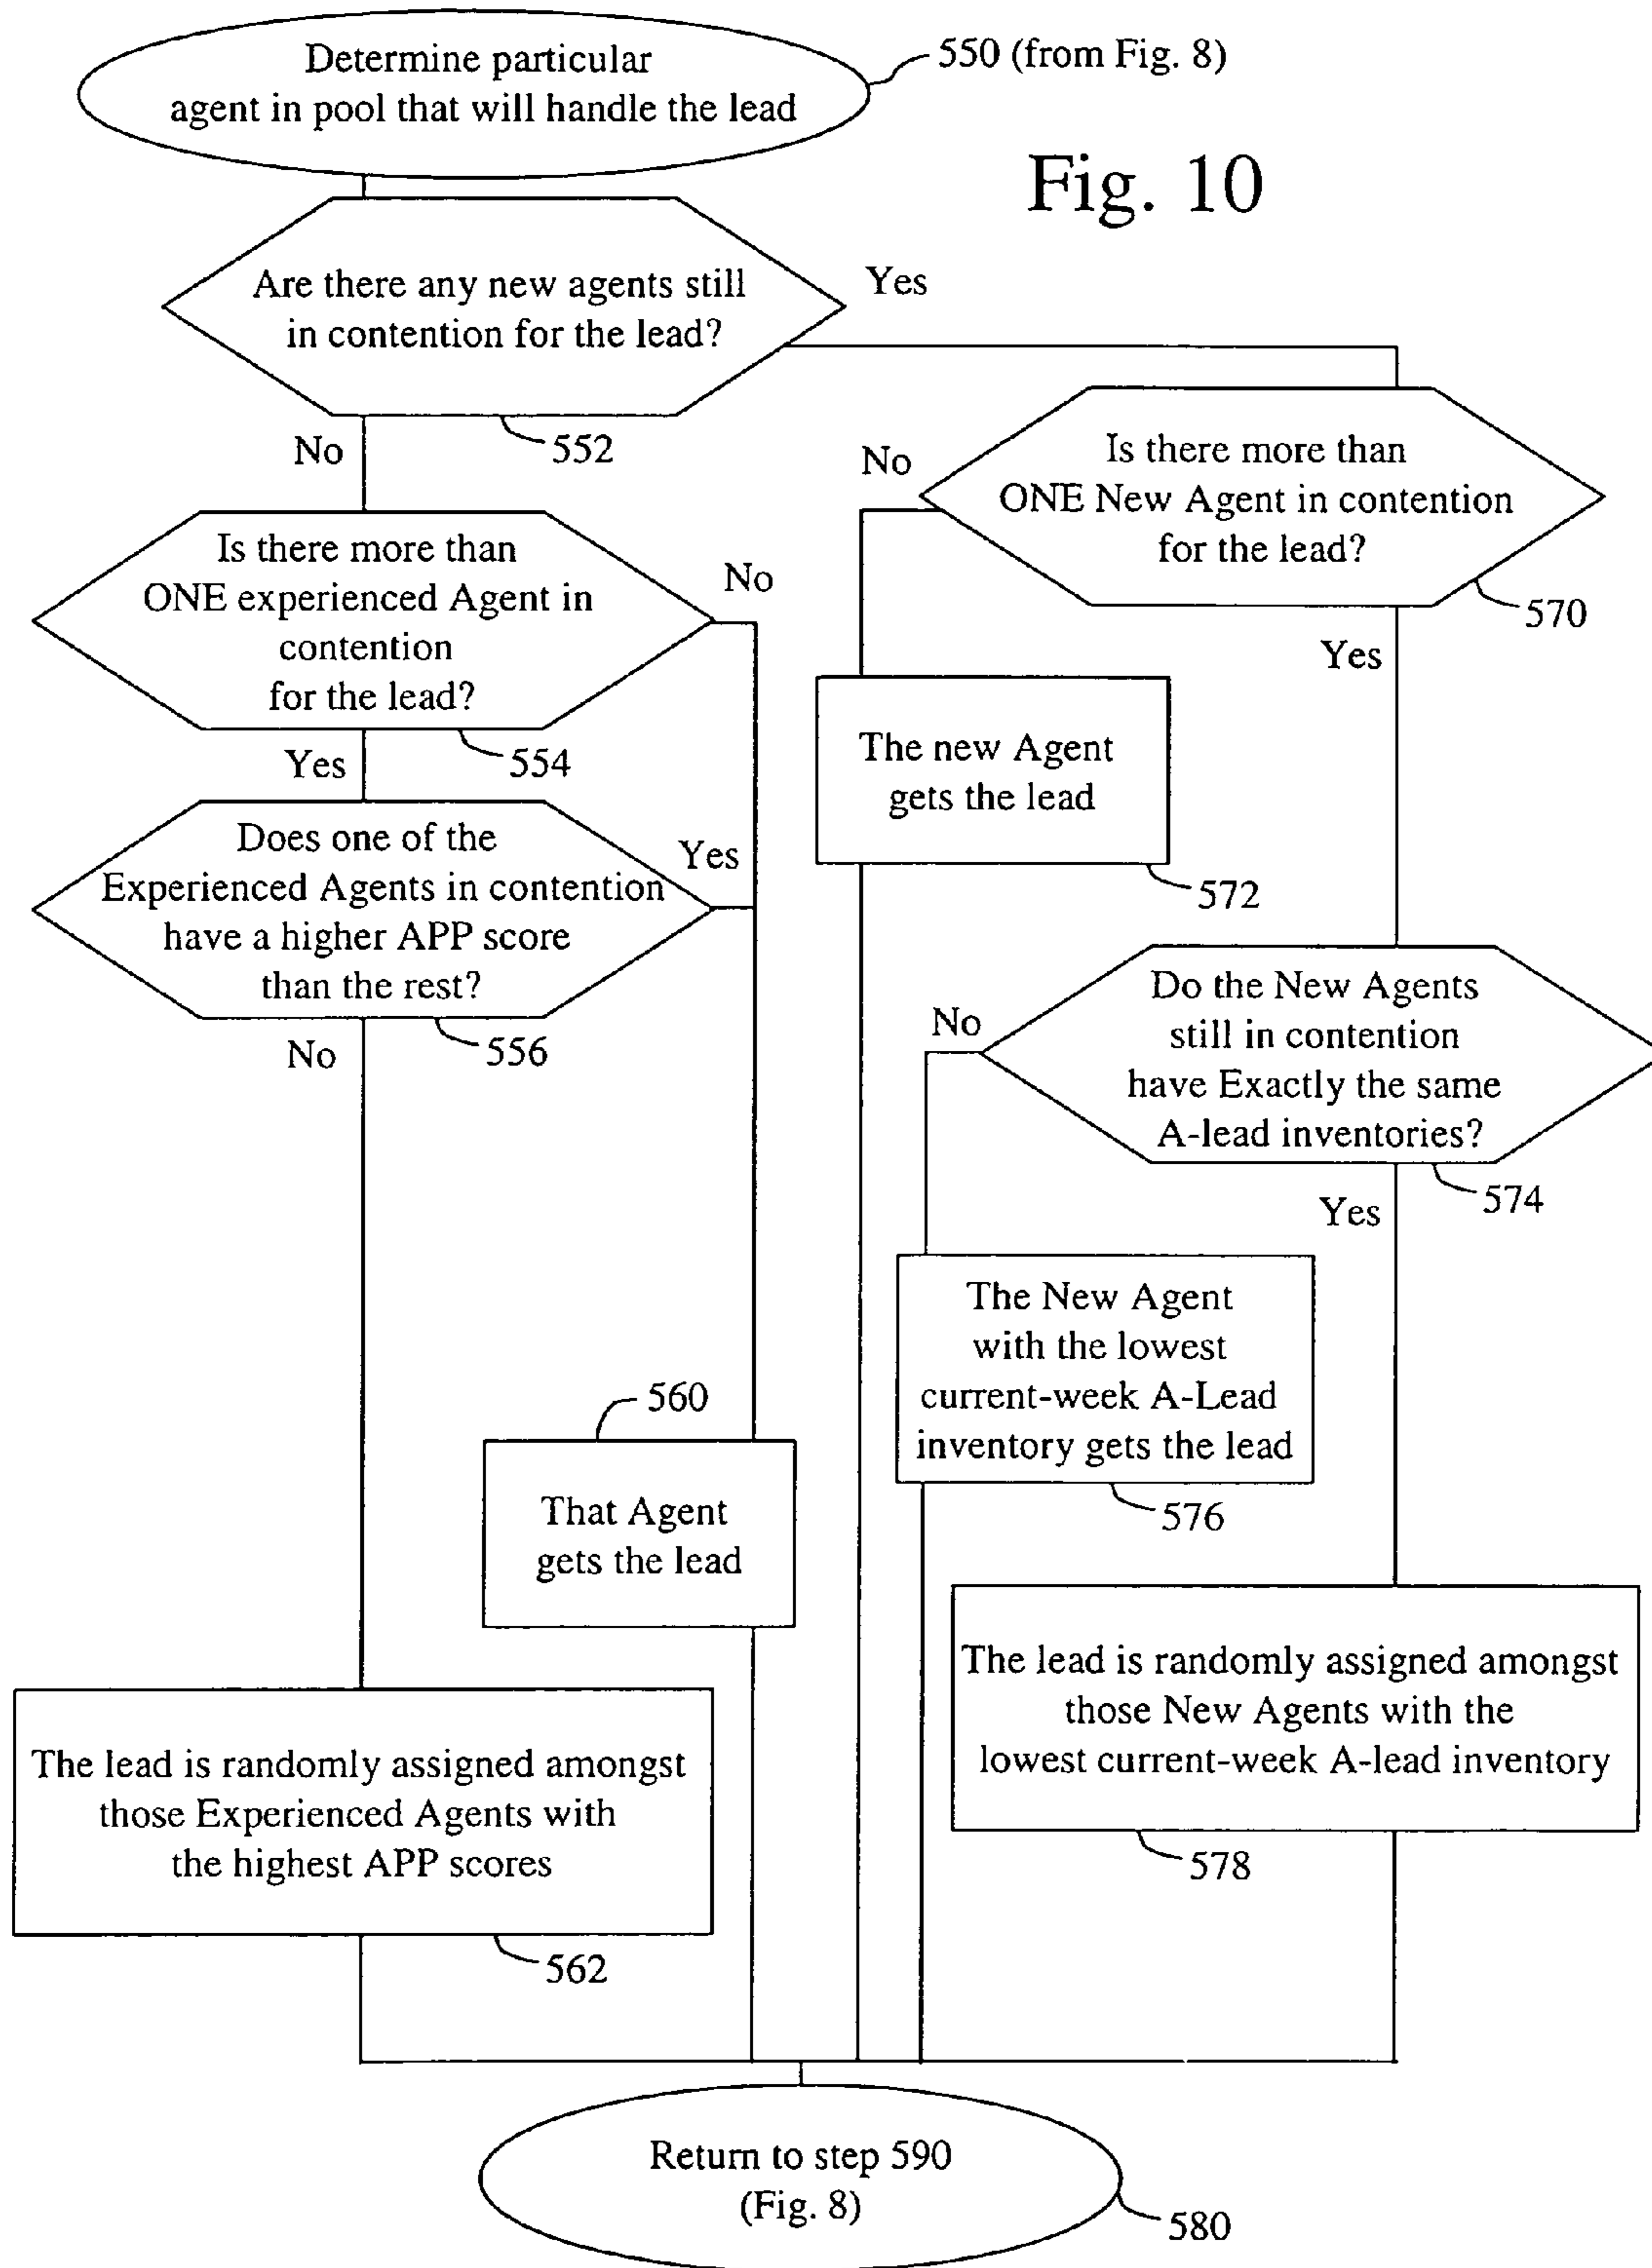 Determine particular
agent in pool that will handle the lead
550 (from Fig. 8)
Fig. 10
Are there any new agents still
in contention for the lead?
Yes
No
552
Is there more than
ONE New Agent in contention
for the lead?
No
570
Yes
Is there more than
ONE experienced Agent in
contention
for the lead?
No
554
Yes
The new Agent
gets the lead
572
Does one of the
Experienced Agents in contention
have a higher APP score
than the rest?
Yes
556
No
Do the New Agents
still in contention
have Exactly the same
A-lead inventories?
No
574
Yes
The New Agent
with the lowest
current-week A-Lead
inventory gets the lead
576
560
That Agent
gets the lead
The lead is randomly assigned amongst
those New Agents with the
lowest current-week A-lead inventory
578
The lead is randomly assigned amongst
those Experienced Agents with
the highest APP scores
562
Return to step 590
(Fig. 8)
580